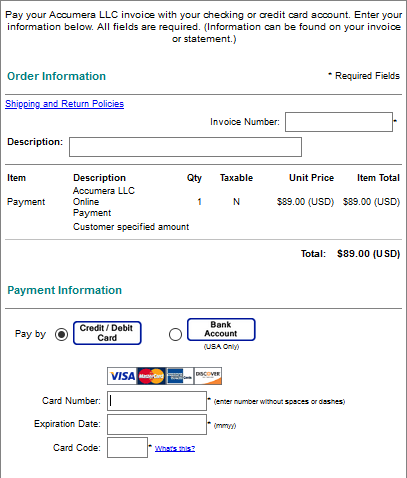 Pay your Accumera LLC invoice with your checking or credit card account. Enter your
information below. All fields are required. (Information can be found on your invoice
or statement.)
Order Information
* Required Fields
Shipping and Return Policies
Invoice Number: *
Description:
Item Description Qty Taxable Unit Price Item Total
Payment Accumera LLC Online Payment 1 N $89.00 (USD) $89.00 (USD)
Customer specified amount
Total: $89.00 (USD)
Payment Information
Pay by Credit / Debit Card Bank Account
(USA Only)
VISA MasterCard DISCOVER
Card Number: * (enter number without spaces or dashes)
Expiration Date: * (mmyy)
Card Code: * What's this?